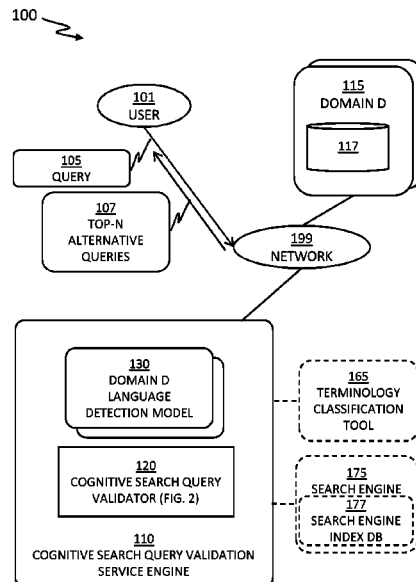 100
101
USER
115
DOMAIN D
117
105
QUERY
107
TOP-N
ALTERNATIVE
QUERIES
199
NETWORK
130
DOMAIN D
LANGUAGE
DETECTION MODEL
165
TERMINOLOGY
CLASSIFICATION
TOOL
120
COGNITIVE SEARCH QUERY
VALIDATOR (FIG. 2)
175
SEARCH ENGINE
177
SEARCH ENGINE
INDEX DB
110
COGNITIVE SEARCH QUERY VALIDATION
SERVICE ENGINE